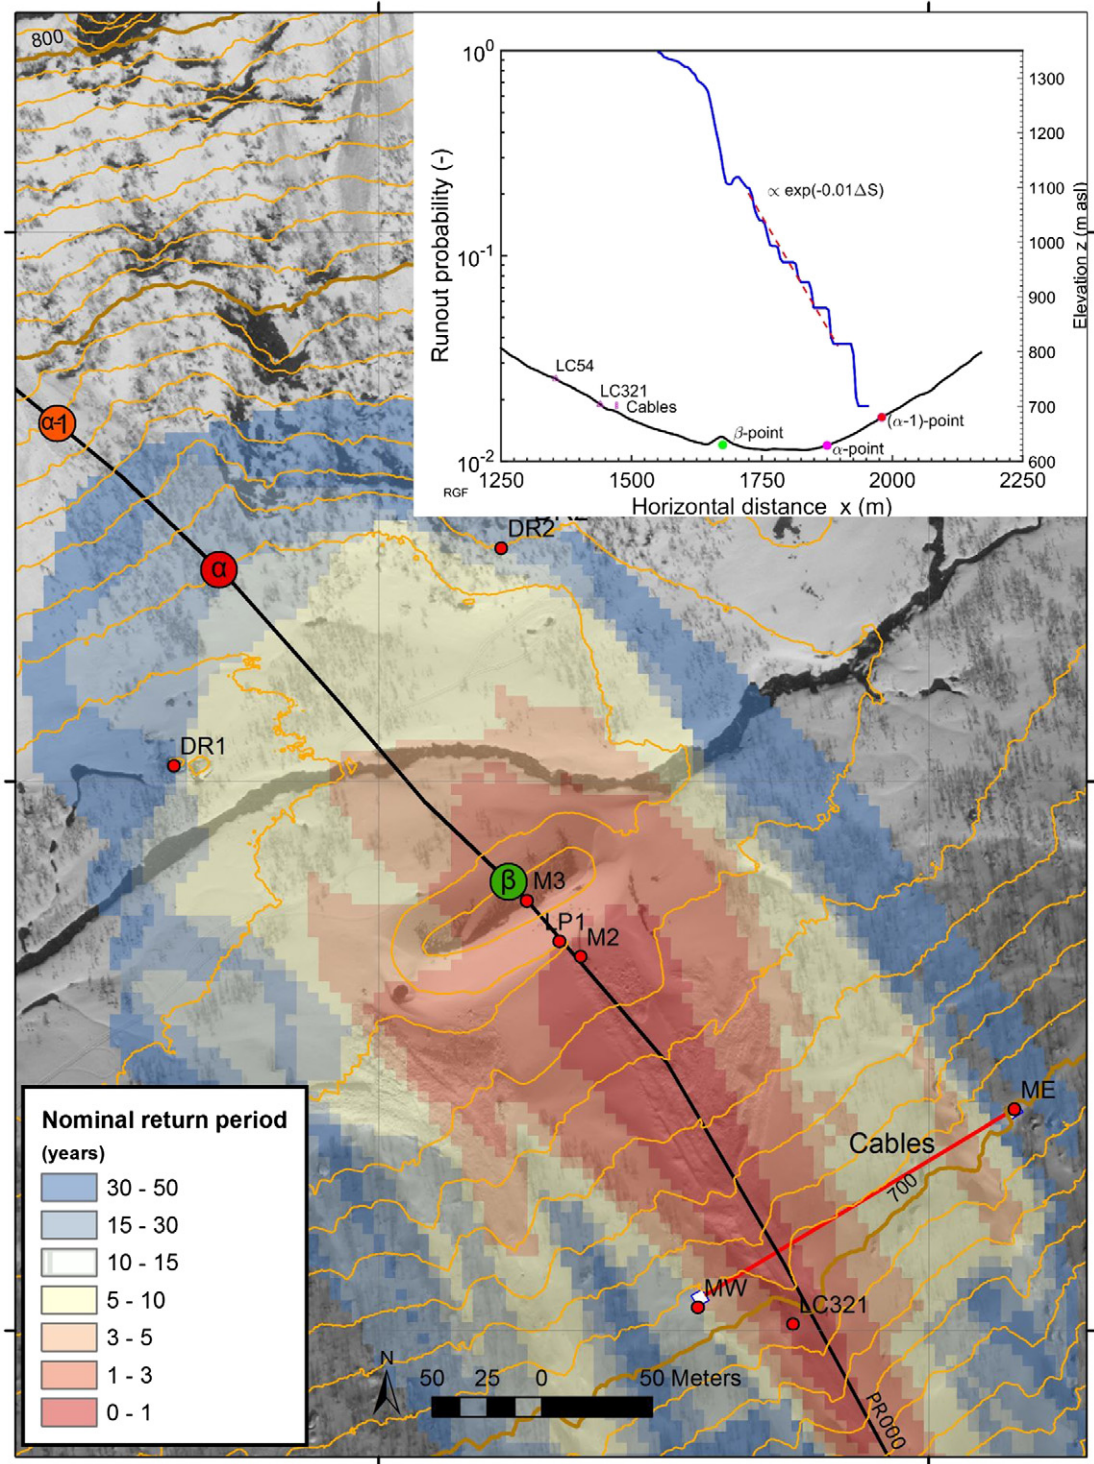 800
10⁰
10⁻¹
10⁻²
Runout probability (-)
∝ exp(-0.01ΔS)
1300
1200
1100
1000
900
800
700
600
Elevation z (m asl)
LC54
LC321
Cables
β-point
α-point
(α-1)-point
RGF
1250
1500
1750
2000
2250
Horizontal distance x (m)
α-1
α
DR2
DR1
β
M3
LP1
M2
ME
Cables
700
MW
LC321
PR000
Nominal return period
(years)
30 - 50
15 - 30
10 - 15
5 - 10
3 - 5
1 - 3
0 - 1
N
50 25 0 50 Meters